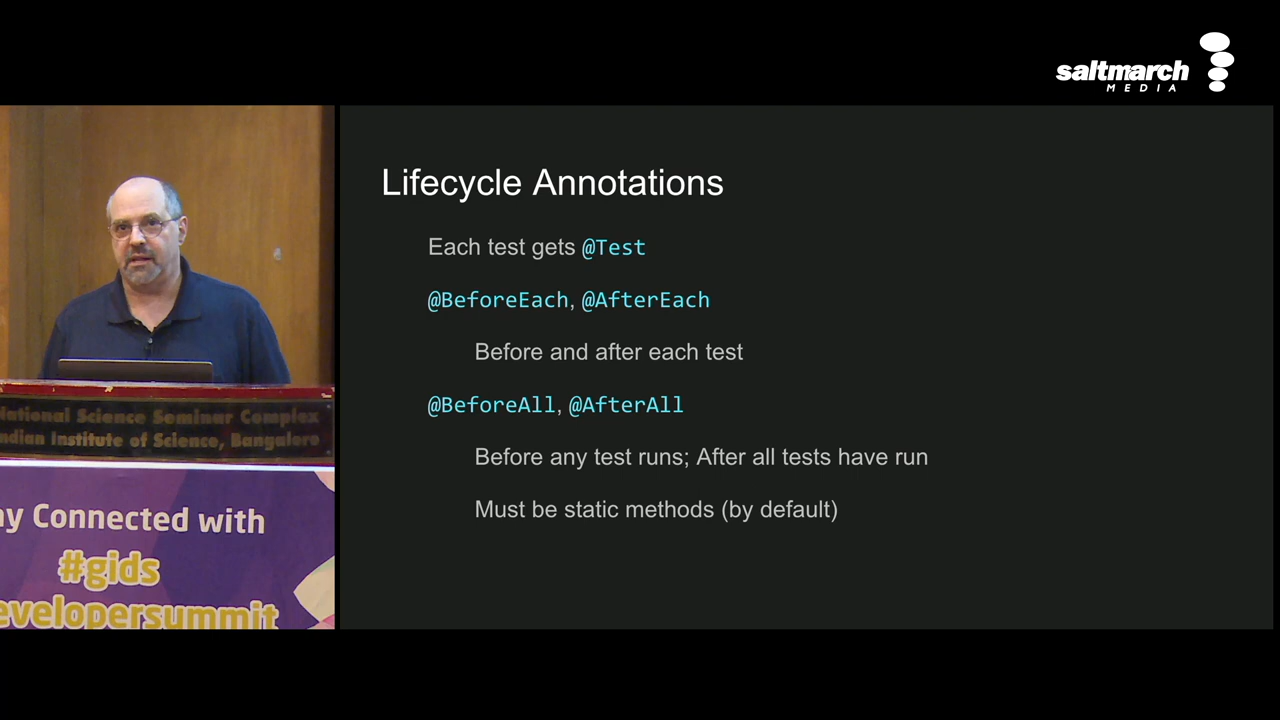 saltmarch
MEDIA
Lifecycle Annotations
Each test gets @Test
@BeforeEach, @AfterEach
Before and after each test
@BeforeAll, @AfterAll
Before any test runs; After all tests have run
Must be static methods (by default)
National Science Seminar Complex
ndian Institute of Science, Bangalore
ay Connected with
#gids
evelopersummit